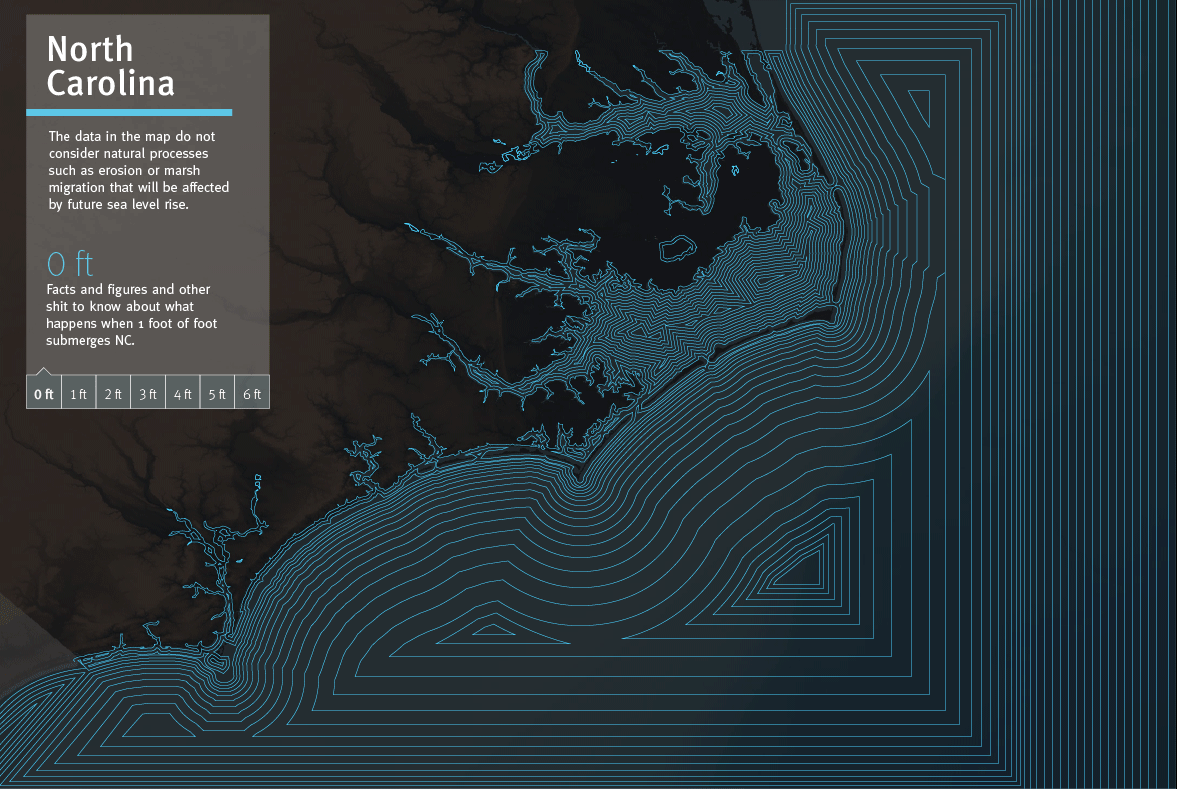 North
Carolina
The data in the map do not
consider natural processes
such as erosion or marsh
migration that will be affected
by future sea level rise.
0 ft
Facts and figures and other
shit to know about what
happens when 1 foot of foot
submerges NC.
0 ft 1 ft 2 ft 3 ft 4 ft 5 ft 6 ft